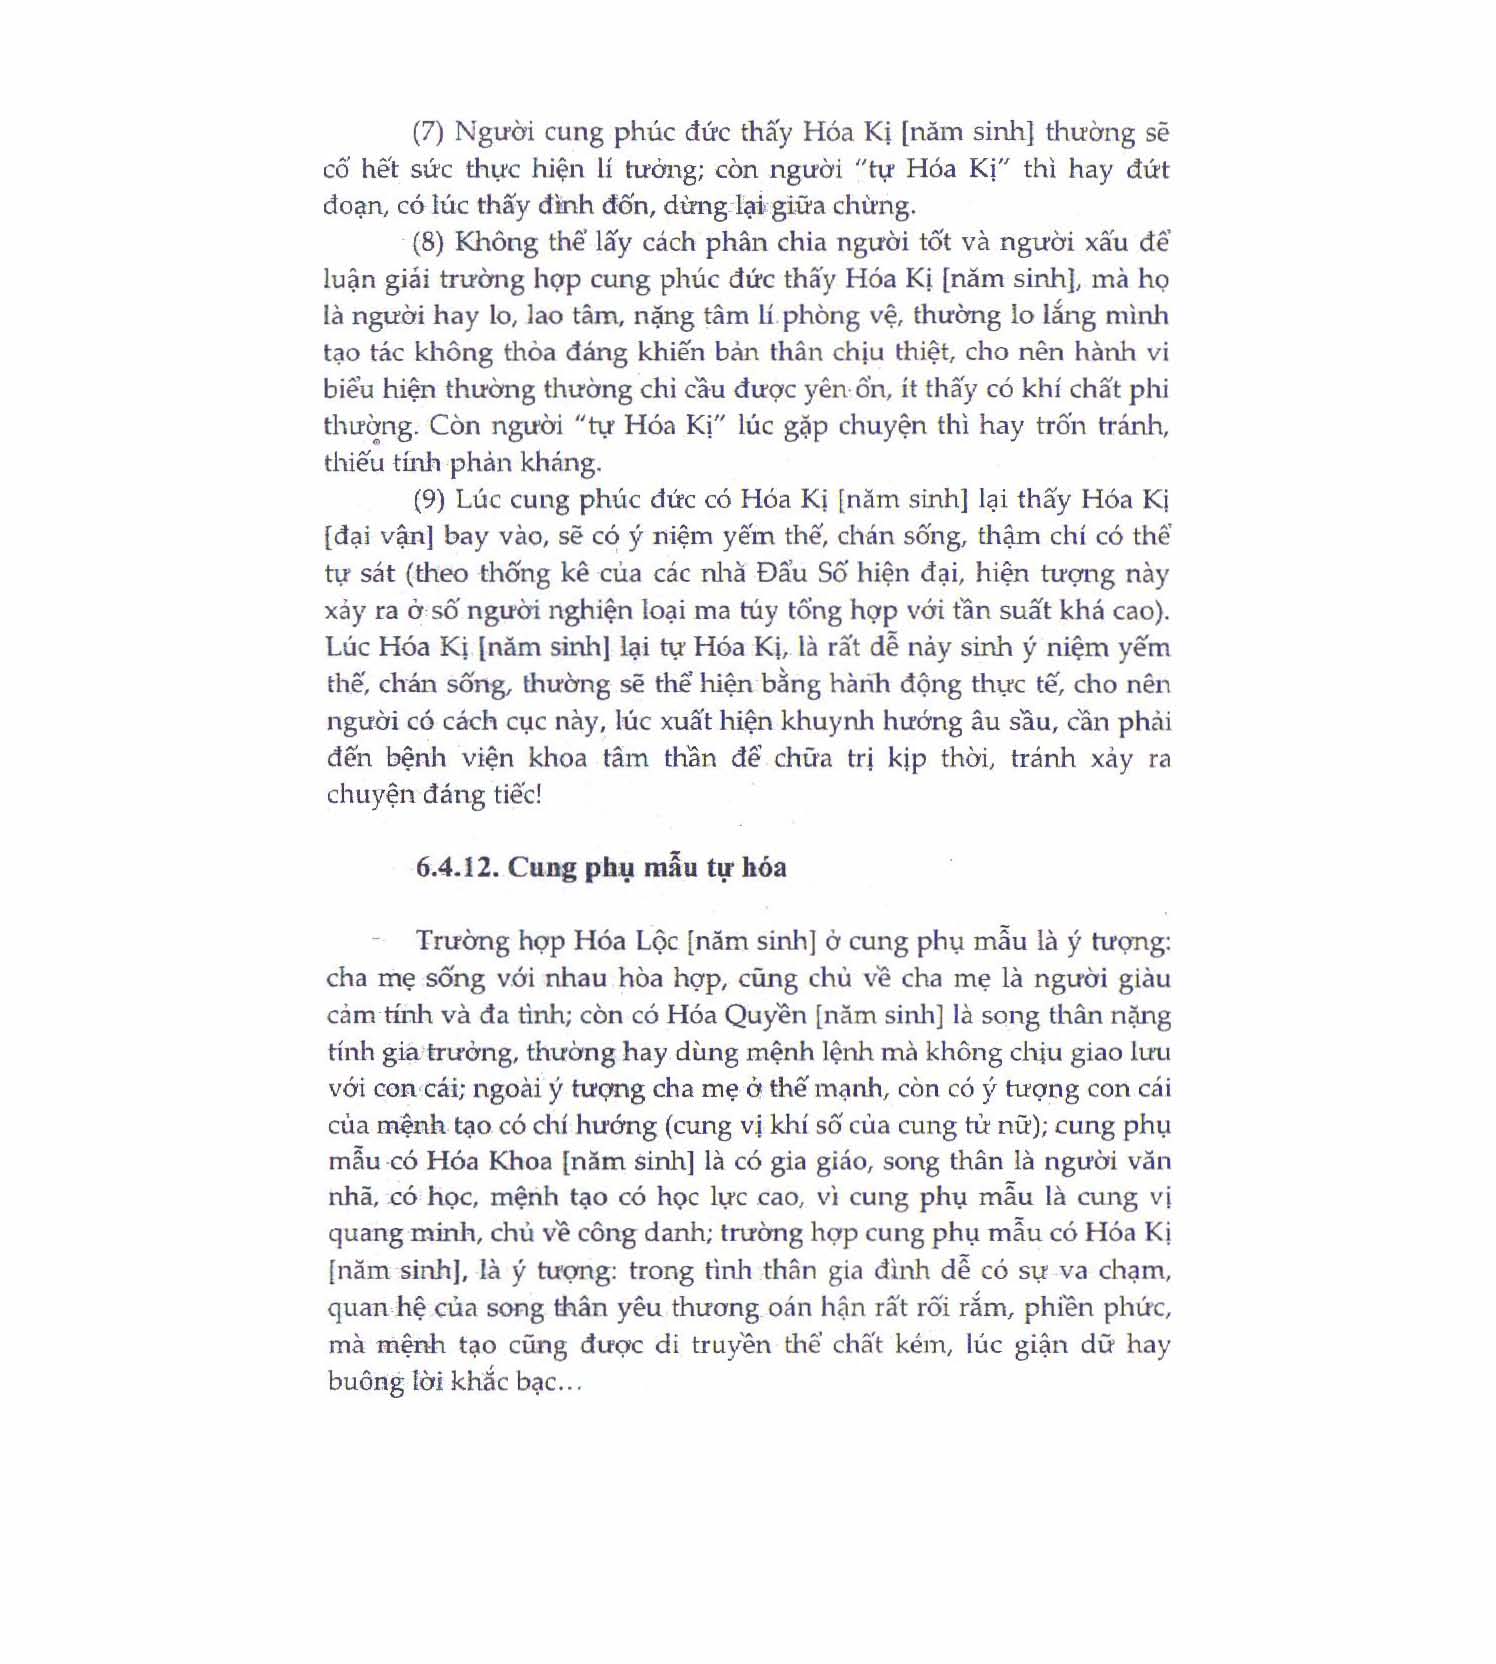 (7) Người cung phúc đức thấy Hóa Kị [năm sinh] thường sẽ
cố hết sức thực hiện lí tưởng; còn người "tự Hóa Kị" thì hay đứt
đoạn, có lúc thấy đình đốn, dừng lại giữa chừng.
(8) Không thể lấy cách phân chia người tốt và người xấu để
luận giải trường hợp cung phúc đức thấy Hóa Kị [năm sinh], mà họ
là người hay lo, lao tâm, nặng tâm lí phòng vệ, thường lo lắng mình
tạo tác không thỏa đáng khiến bản thân chịu thiệt, cho nên hành vi
biểu hiện thường thường chỉ cầu được yên ổn, ít thấy có khí chất phi
thường. Còn người "tự Hóa Kị" lúc gặp chuyện thì hay trốn tránh,
thiếu tính phản kháng.
(9) Lúc cung phúc đức có Hóa Kị [năm sinh] lại thấy Hóa Kị
[đại vận] bay vào, sẽ có ý niệm yếm thế, chán sống, thậm chí có thể
tự sát (theo thống kê của các nhà Đẩu Số hiện đại, hiện tượng này
xảy ra ở số người nghiện loại ma túy tổng hợp với tần suất khá cao).
Lúc Hóa Kị [năm sinh] lại tự Hóa Kị, là rất dễ nảy sinh ý niệm yếm
thế, chán sống, thường sẽ thể hiện bằng hành động thực tế, cho nên
người có cách cục này, lúc xuất hiện khuynh hướng âu sầu, cần phải
đến bệnh viện khoa tâm thần để chữa trị kịp thời, tránh xảy ra
chuyện đáng tiếc!
6.4.12. Cung phụ mẫu tự hóa
Trường hợp Hóa Lộc [năm sinh] ở cung phụ mẫu là ý tượng:
cha mẹ sống với nhau hòa hợp, cũng chủ về cha mẹ là người giàu
cảm tính và đa tình; còn có Hóa Quyền [năm sinh] là song thân nặng
tính gia trưởng, thường hay dùng mệnh lệnh mà không chịu giao lưu
với con cái; ngoài ý tượng cha mẹ ở thế mạnh, còn có ý tượng con cái
của mệnh tạo có chí hướng (cung vị khí số của cung tử nữ); cung phụ
mẫu có Hóa Khoa [năm sinh] là có gia giáo, song thân là người văn
nhã, có học, mệnh tạo có học lực cao, vì cung phụ mẫu là cung vị
quang minh, chủ về công danh; trường hợp cung phụ mẫu có Hóa Kị
[năm sinh], là ý tượng: trong tình thân gia đình dễ có sự va chạm,
quan hệ của song thân yêu thương oán hận rất rối rắm, phiền phức,
mà mệnh tạo cũng được di truyền thể chất kém, lúc giận dữ hay
buông lời khắc bạc...